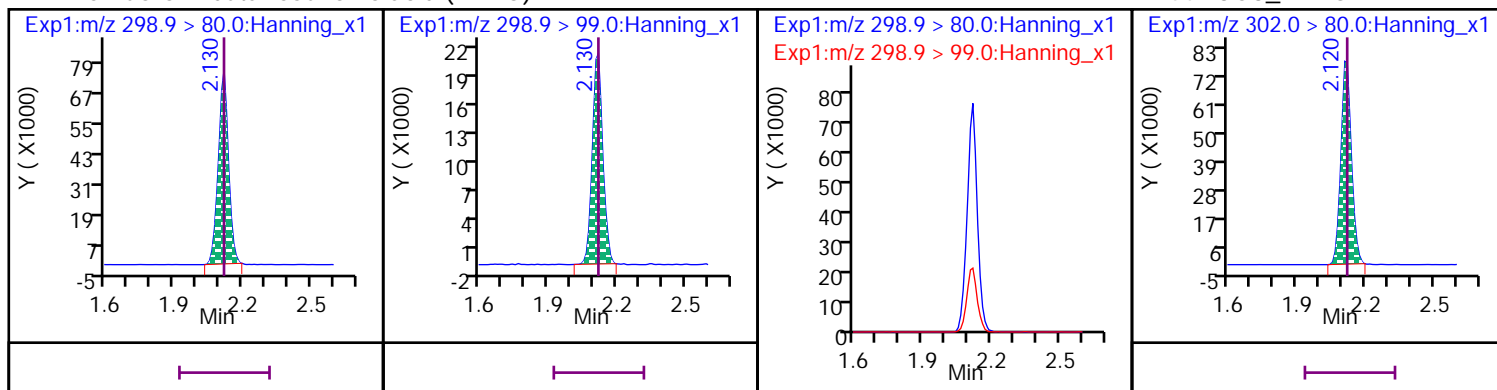 Exp1:m/z 298.9 > 80.0:Hanning_x1
79
67
55
43
31
19
7
-5
Y ( X1000)
2.130
1.6 1.9 2.2 2.5
Min
Exp1:m/z 298.9 > 99.0:Hanning_x1
22
19
16
13
10
7
4
1
-2
Y ( X1000)
2.130
1.6 1.9 2.2 2.5
Min
Exp1:m/z 298.9 > 80.0:Hanning_x1
Exp1:m/z 298.9 > 99.0:Hanning_x1
80
70
60
50
40
30
20
10
0
Y ( X1000)
1.6 1.9 2.2 2.5
Min
Exp1:m/z 302.0 > 80.0:Hanning_x1
83
72
61
50
39
28
17
6
-5
Y ( X1000)
2.120
1.6 1.9 2.2 2.5
Min